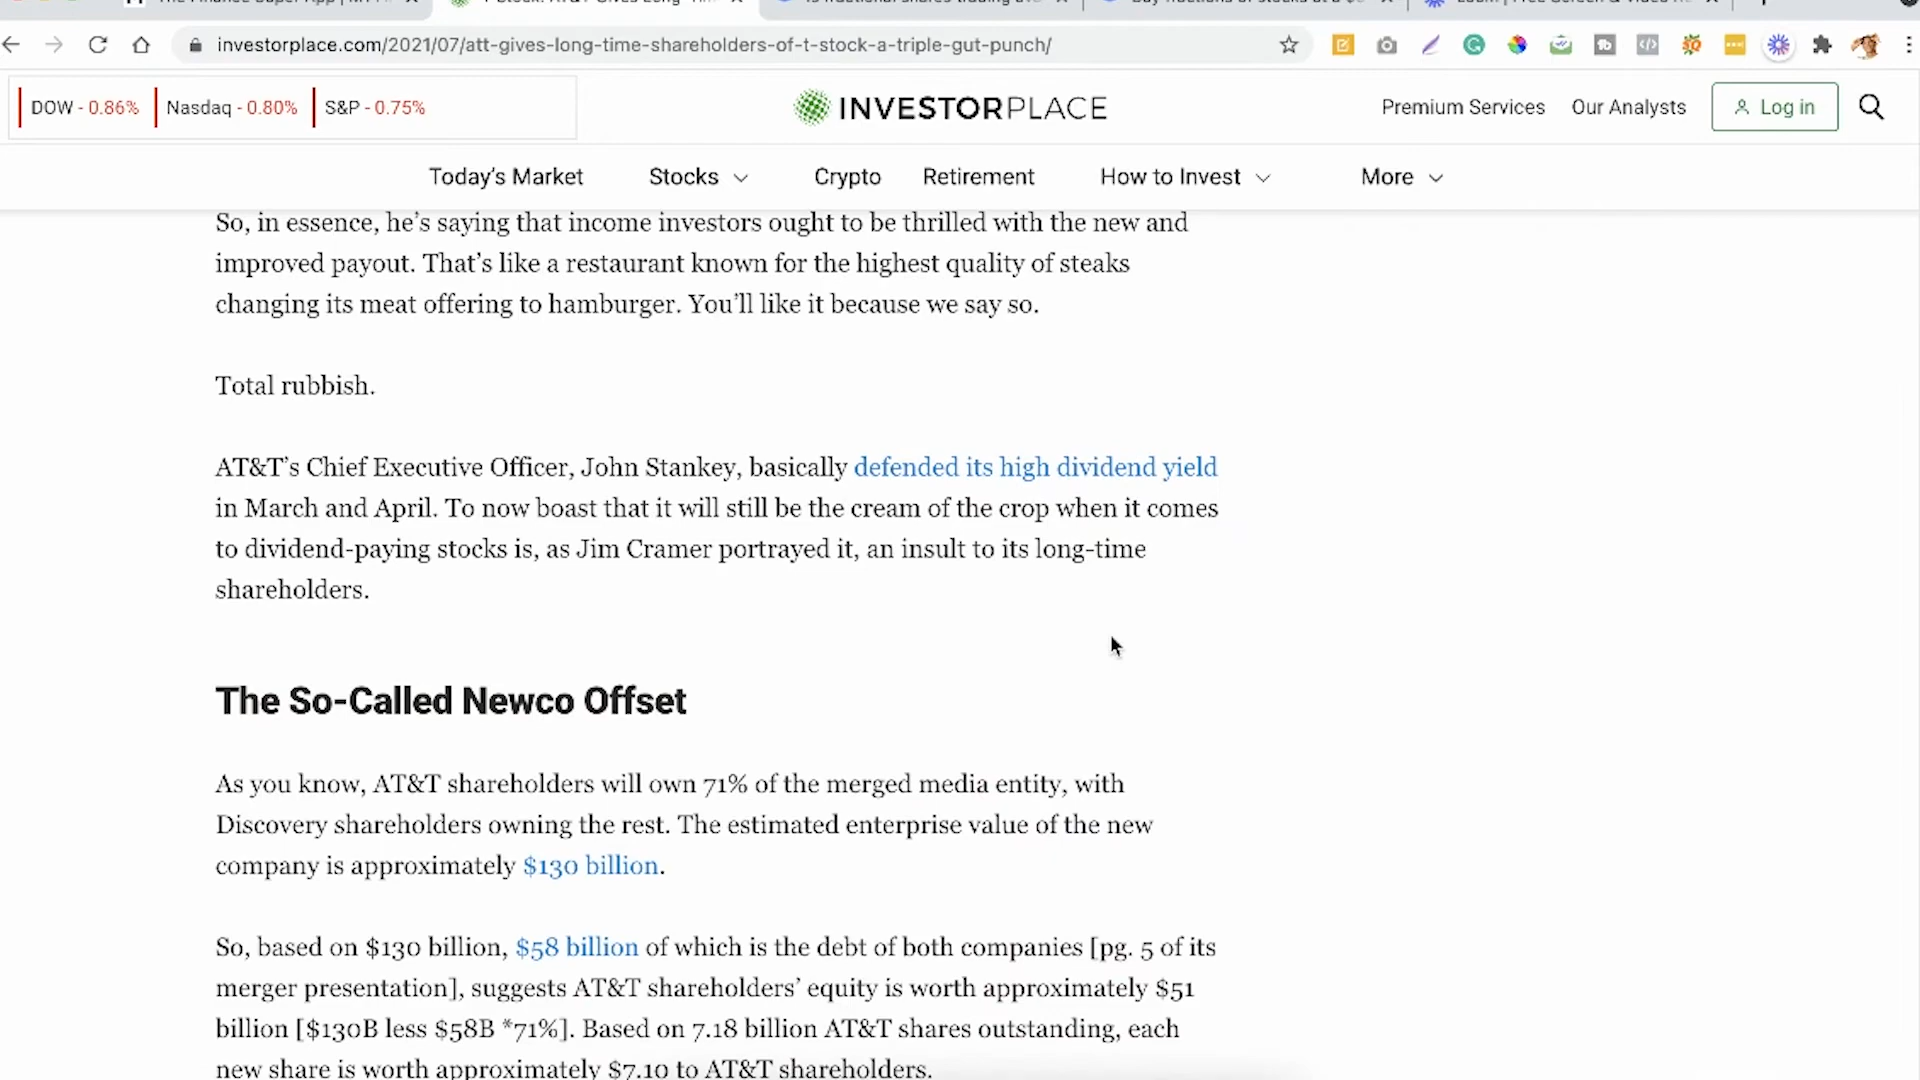 investorplace.com/2021/07/att-gives-long-time-shareholders-of-t-stock-a-triple-gut-punch/
DOW - 0.86% Nasdaq - 0.80% S&P - 0.75%
INVESTORPLACE
Premium Services Our Analysts Log in
Today's Market Stocks Crypto Retirement How to Invest More
So, in essence, he's saying that income investors ought to be thrilled with the new and
improved payout. That's like a restaurant known for the highest quality of steaks
changing its meat offering to hamburger. You'll like it because we say so.
Total rubbish.
AT&T's Chief Executive Officer, John Stankey, basically defended its high dividend yield
in March and April. To now boast that it will still be the cream of the crop when it comes
to dividend-paying stocks is, as Jim Cramer portrayed it, an insult to its long-time
shareholders.
The So-Called Newco Offset
As you know, AT&T shareholders will own 71% of the merged media entity, with
Discovery shareholders owning the rest. The estimated enterprise value of the new
company is approximately $130 billion.
So, based on $130 billion, $58 billion of which is the debt of both companies [pg. 5 of its
merger presentation], suggests AT&T shareholders' equity is worth approximately $51
billion [$130B less $58B *71%]. Based on 7.18 billion AT&T shares outstanding, each
new share is worth approximately $7.10 to AT&T shareholders.